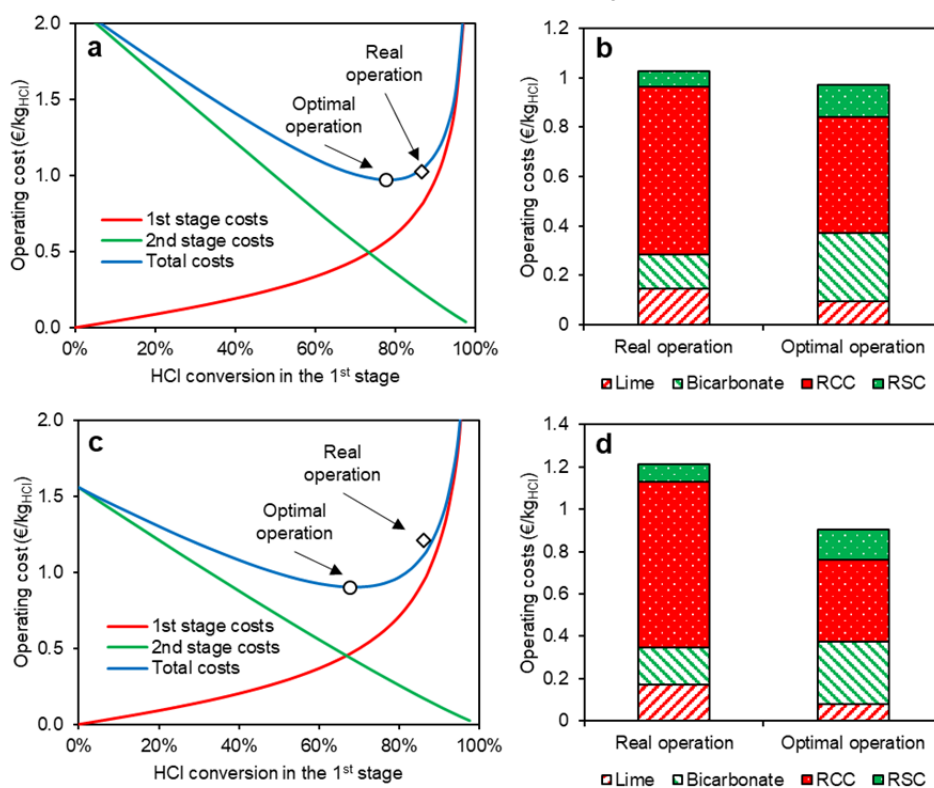 a
Operating cost (€/kgHCl)
2.0
1.5
1.0
0.5
0.0
Real
operation
Optimal
operation
1st stage costs
2nd stage costs
Total costs
0%
20%
40%
60%
80%
100%
HCl conversion in the 1st stage
b
Operating costs (€/kgHCl)
1.2
1
0.8
0.6
0.4
0.2
0
Real operation
Optimal operation
Lime
Bicarbonate
RCC
RSC
c
Operating cost (€/kgHCl)
2.0
1.5
1.0
0.5
0.0
Real
operation
Optimal
operation
1st stage costs
2nd stage costs
Total costs
0%
20%
40%
60%
80%
100%
HCl conversion in the 1st stage
d
Operating costs (€/kgHCl)
1.4
1.2
1
0.8
0.6
0.4
0.2
0
Real operation
Optimal operation
Lime
Bicarbonate
RCC
RSC